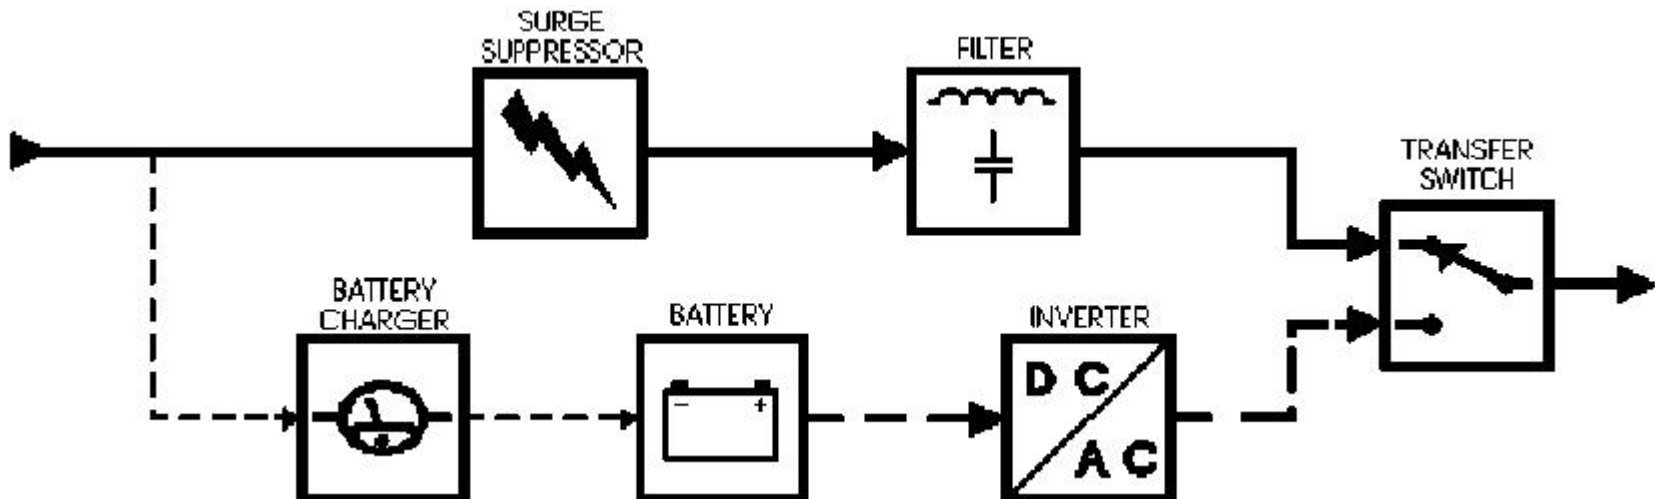 SURGE
SUPPRESSOR
FILTER
TRANSFER
SWITCH
BATTERY
CHARGER
BATTERY
INVERTER
- +
D C
A C